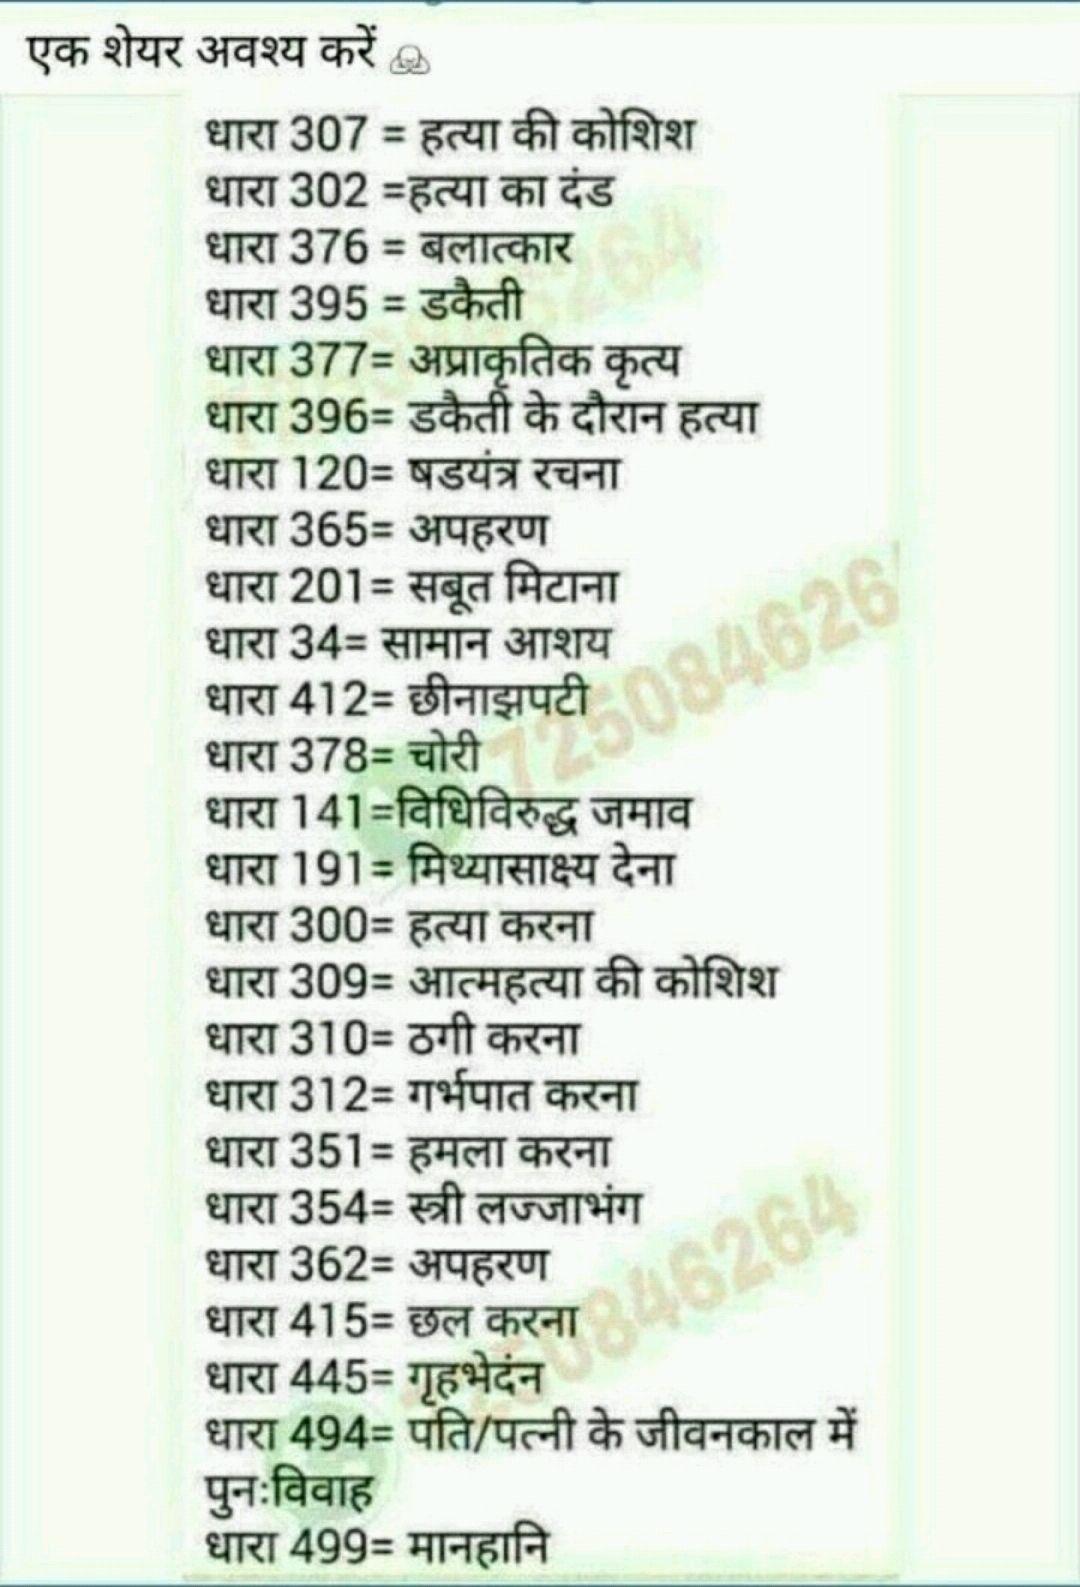 एक शेयर अवश्य करें
धारा 307 = हत्या की कोशिश
धारा 302 =हत्या का दंड
धारा 376 = बलात्कार
धारा 395 = डकैती
धारा 377= अप्राकृतिक कृत्य
धारा 396= डकैती के दौरान हत्या
धारा 120= षडयंत्र रचना
धारा 365= अपहरण
धारा 201= सबूत मिटाना
धारा 34= सामान आशय
धारा 412= छीनाझपटी
धारा 378= चोरी
धारा 141=विधिविरुद्ध जमाव
धारा 191= मिथ्यासाक्ष्य देना
धारा 300= हत्या करना
धारा 309= आत्महत्या की कोशिश
धारा 310= ठगी करना
धारा 312= गर्भपात करना
धारा 351= हमला करना
धारा 354= स्त्री लज्जाभंग
धारा 362= अपहरण
धारा 415= छल करना
धारा 445= गृहभेदंन
धारा 494= पति/पत्नी के जीवनकाल में
पुनःविवाह
धारा 499= मानहानि